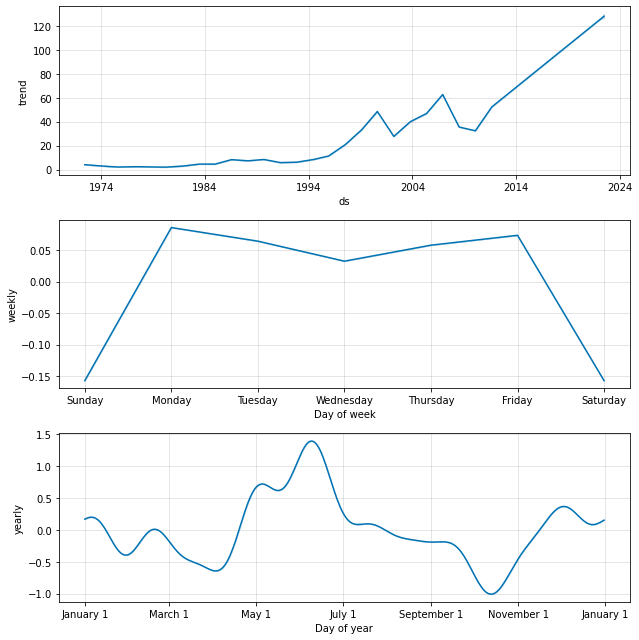 120
100
80
60
40
20
0
trend
1974 1984 1994 2004 2014 2024
ds
0.05
0.00
−0.05
−0.10
−0.15
weekly
Sunday Monday Tuesday Wednesday Thursday Friday Saturday
Day of week
1.5
1.0
0.5
0.0
−0.5
−1.0
yearly
January 1 March 1 May 1 July 1 September 1 November 1 January 1
Day of year